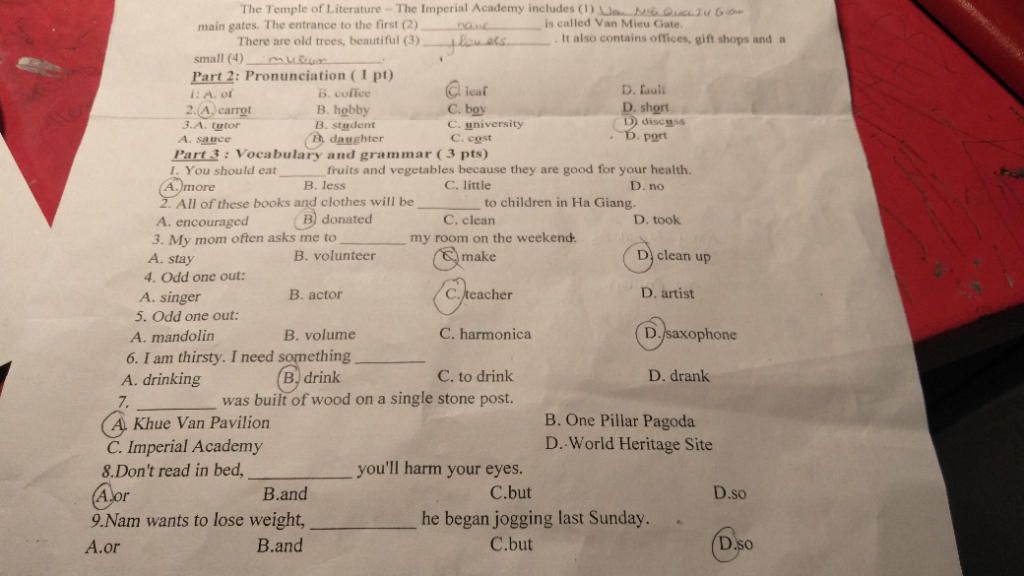 The Temple of Literature – The Imperial Academy includes (1)
main gates. The entrance to the first (2) name is called Van Mieu Gate.
There are old trees, beautiful (3) flowers . It also contains offices, gift shops and a
small (4) .
Part 2: Pronunciation ( 1 pt)
1: A. of B. coffee C. leaf D. fault
2. A. carrot B. hobby C. boy D. short
3.A. tutor B. student C. university D. discuss
A. sauce B. daughter C. cost D. port
Part 3 : Vocabulary and grammar ( 3 pts)
1. You should eat ______ fruits and vegetables because they are good for your health.
A. more B. less C. little D. no
2. All of these books and clothes will be ________ to children in Ha Giang.
A. encouraged B. donated C. clean D. took
3. My mom often asks me to ________ my room on the weekend.
A. stay B. volunteer C. make D. clean up
4. Odd one out:
A. singer B. actor C. teacher D. artist
5. Odd one out:
A. mandolin B. volume C. harmonica D. saxophone
6. I am thirsty. I need something ________
A. drinking B. drink C. to drink D. drank
7. _________ was built of wood on a single stone post.
A. Khue Van Pavilion B. One Pillar Pagoda
C. Imperial Academy D. World Heritage Site
8.Don't read in bed, ___________ you'll harm your eyes.
A.or B.and C.but D.so
9.Nam wants to lose weight, ___________ he began jogging last Sunday.
A.or B.and C.but D.so